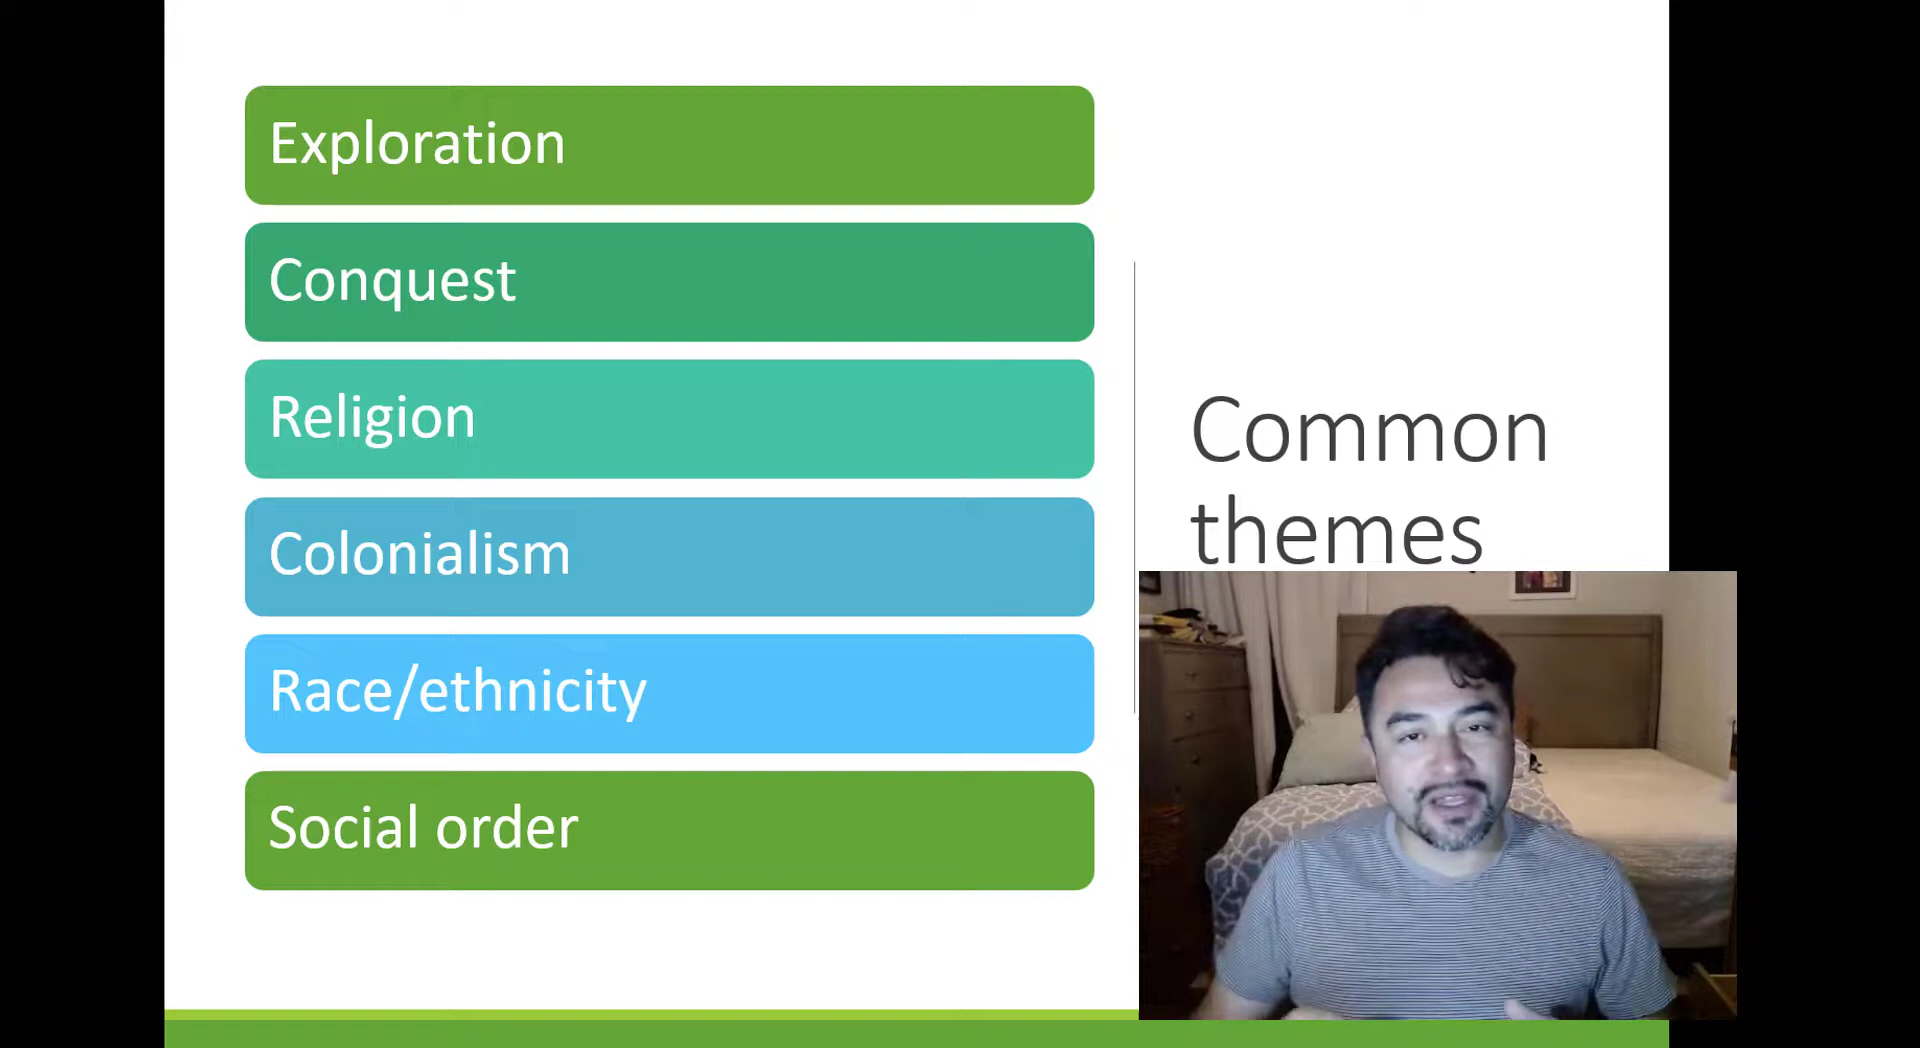 Exploration
Conquest
Religion
Colonialism
Race/ethnicity
Social order
Common
themes